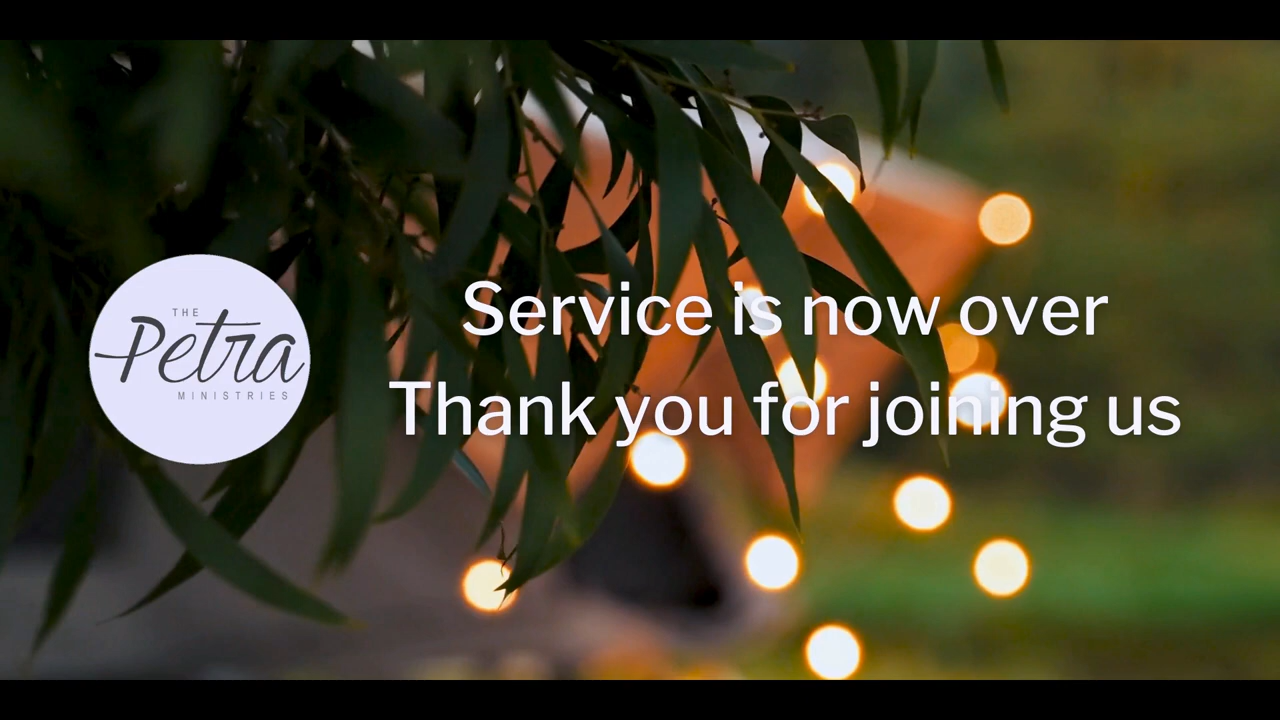 THE
Petra
MINISTRIES
Service is now over
Thank you for joining us